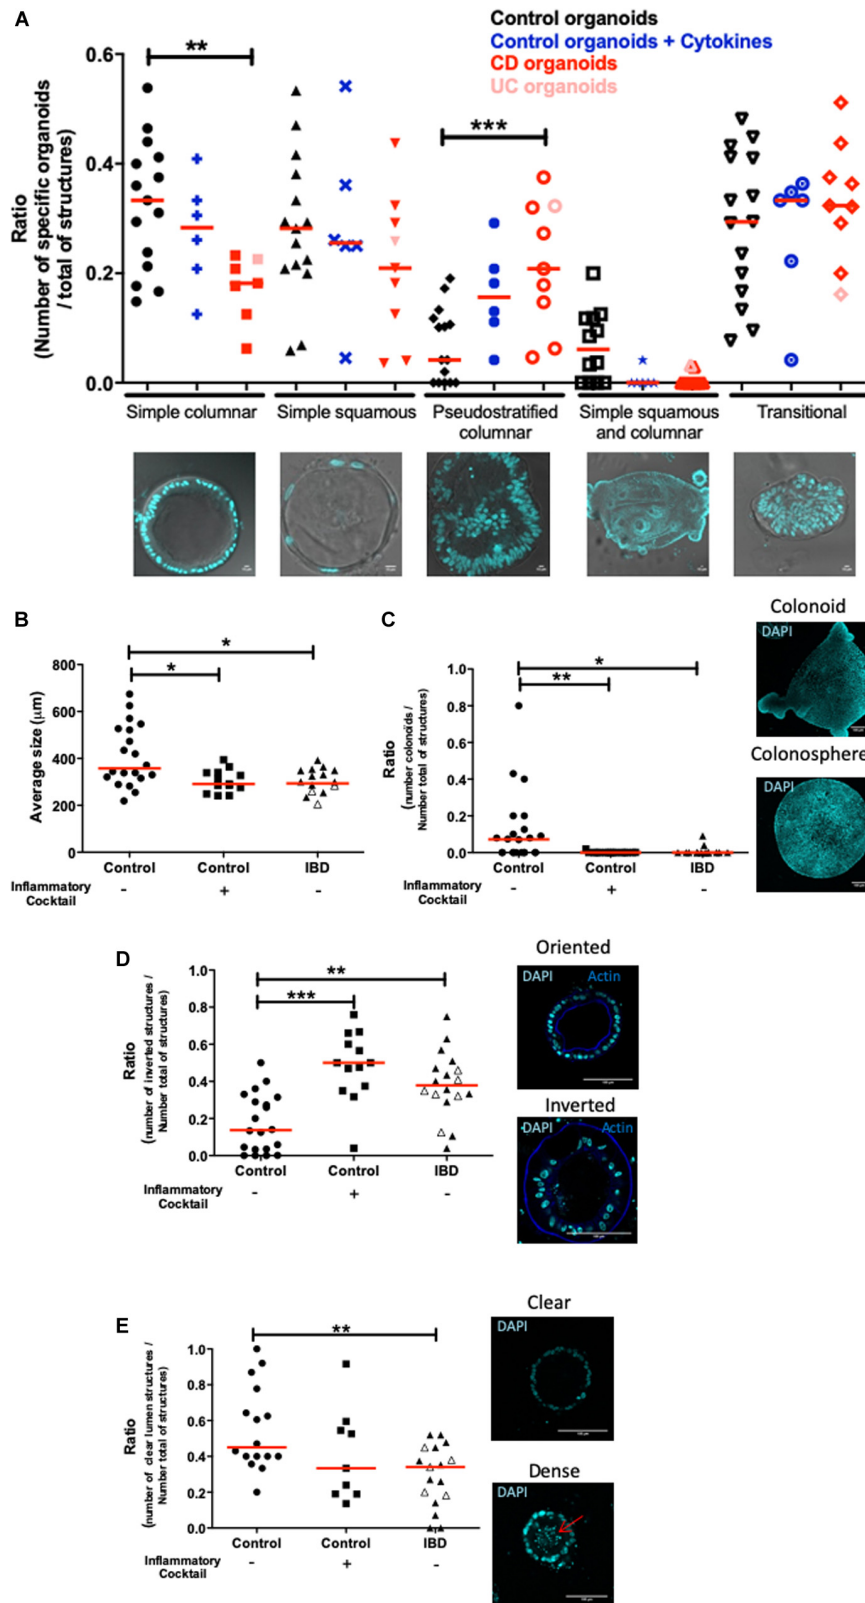 A
Control organoids
Control organoids + Cytokines
CD organoids
UC organoids
Ratio
(Number of specific organoids
/ total of structures)
0.6
0.4
0.2
0.0
**
***
Simple columnar
Simple squamous
Pseudostratified
columnar
Simple squamous
and columnar
Transitional
B
Average size (μm)
800
600
400
200
0
*
*
Control
Control
IBD
Inflammatory
Cocktail
-
+
-
C
Ratio
(number colonoids /
Number total of structures)
1.0
0.8
0.6
0.4
0.2
0.0
*
**
Control
Control
IBD
Inflammatory
Cocktail
-
+
-
Colonoid
DAPI
Colonosphere
DAPI
D
Ratio
(number of inverted structures /
Number total of structures)
1.0
0.8
0.6
0.4
0.2
0.0
**
***
Control
Control
IBD
Inflammatory
Cocktail
-
+
-
Oriented
DAPI
Actin
Inverted
DAPI
Actin
E
Ratio
(number of clear lumen structures /
Number total of structures)
1.0
0.8
0.6
0.4
0.2
0.0
**
Control
Control
IBD
Inflammatory
Cocktail
-
+
-
Clear
DAPI
Dense
DAPI